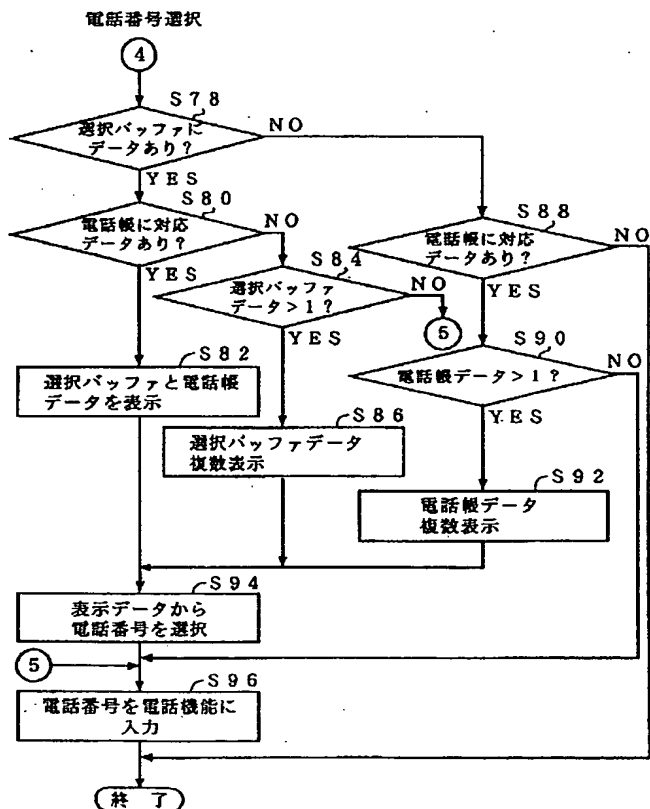 電話番号選択
4
S78
選択バッファに
データあり?
NO
YES
S80
電話帳に対応
データあり?
NO
YES
S88
電話帳に対応
データあり?
NO
YES
S84
選択バッファ
データ>1?
NO
YES
5
S90
電話帳データ>1?
NO
YES
S82
選択バッファと電話帳
データを表示
S86
選択バッファデータ
複数表示
S92
電話帳データ
複数表示
S94
表示データから
電話番号を選択
5
S96
電話番号を電話機能に
入力
終了